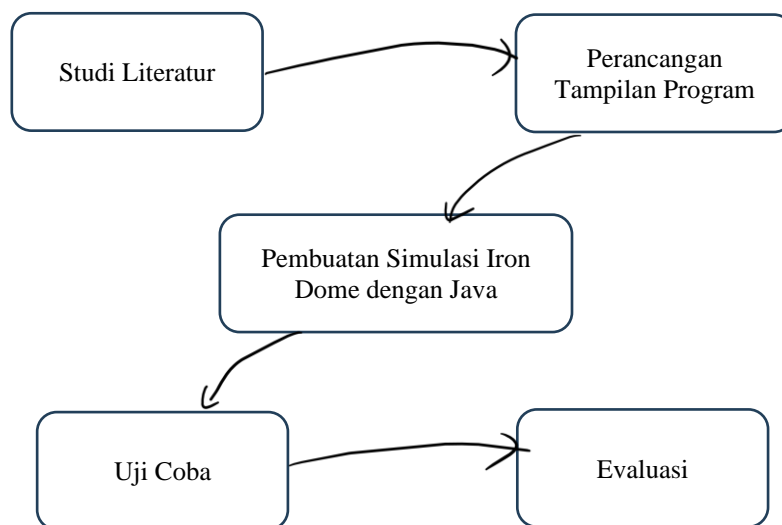 Studi Literatur
Perancangan
Tampilan Program
Pembuatan Simulasi Iron
Dome dengan Java
Uji Coba
Evaluasi